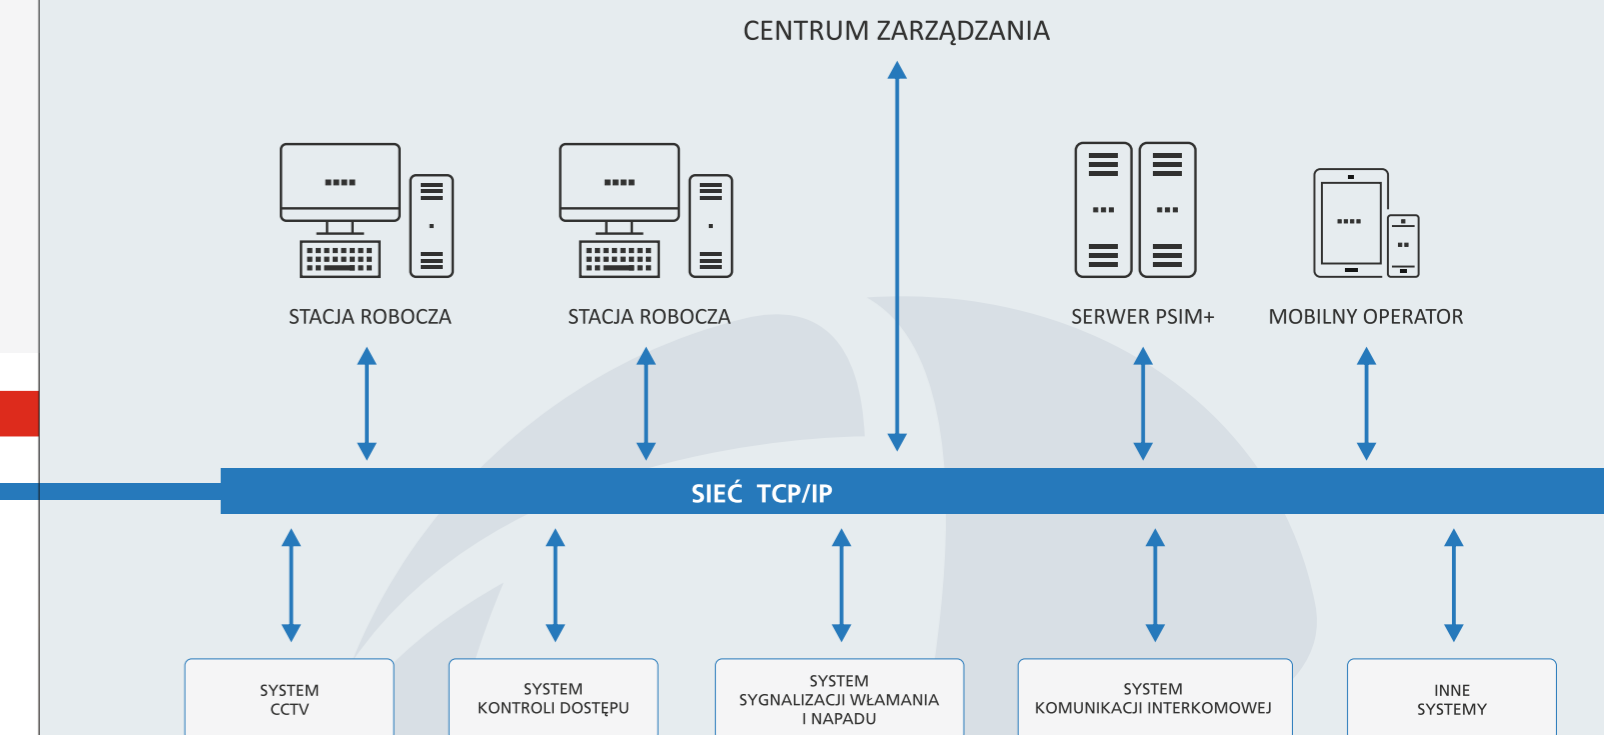 CENTRUM ZARZĄDZANIA
STACJA ROBOCZA
STACJA ROBOCZA
SERWER PSIM+
MOBILNY OPERATOR
SIEĆ TCP/IP
SYSTEM
CCTV
SYSTEM
KONTROLI DOSTĘPU
SYSTEM
SYGNALIZACJI WŁAMANIA
I NAPADU
SYSTEM
KOMUNIKACJI INTERKOMOWEJ
INNE
SYSTEMY